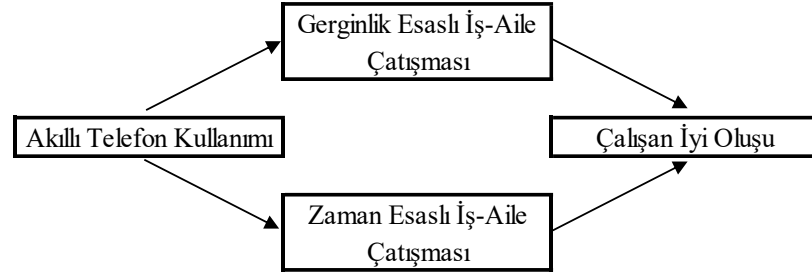 Gerginlik Esaslı İş-Aile
Çatışması
Akıllı Telefon Kullanımı
Çalışan İyi Oluşu
Zaman Esaslı İş-Aile
Çatışması